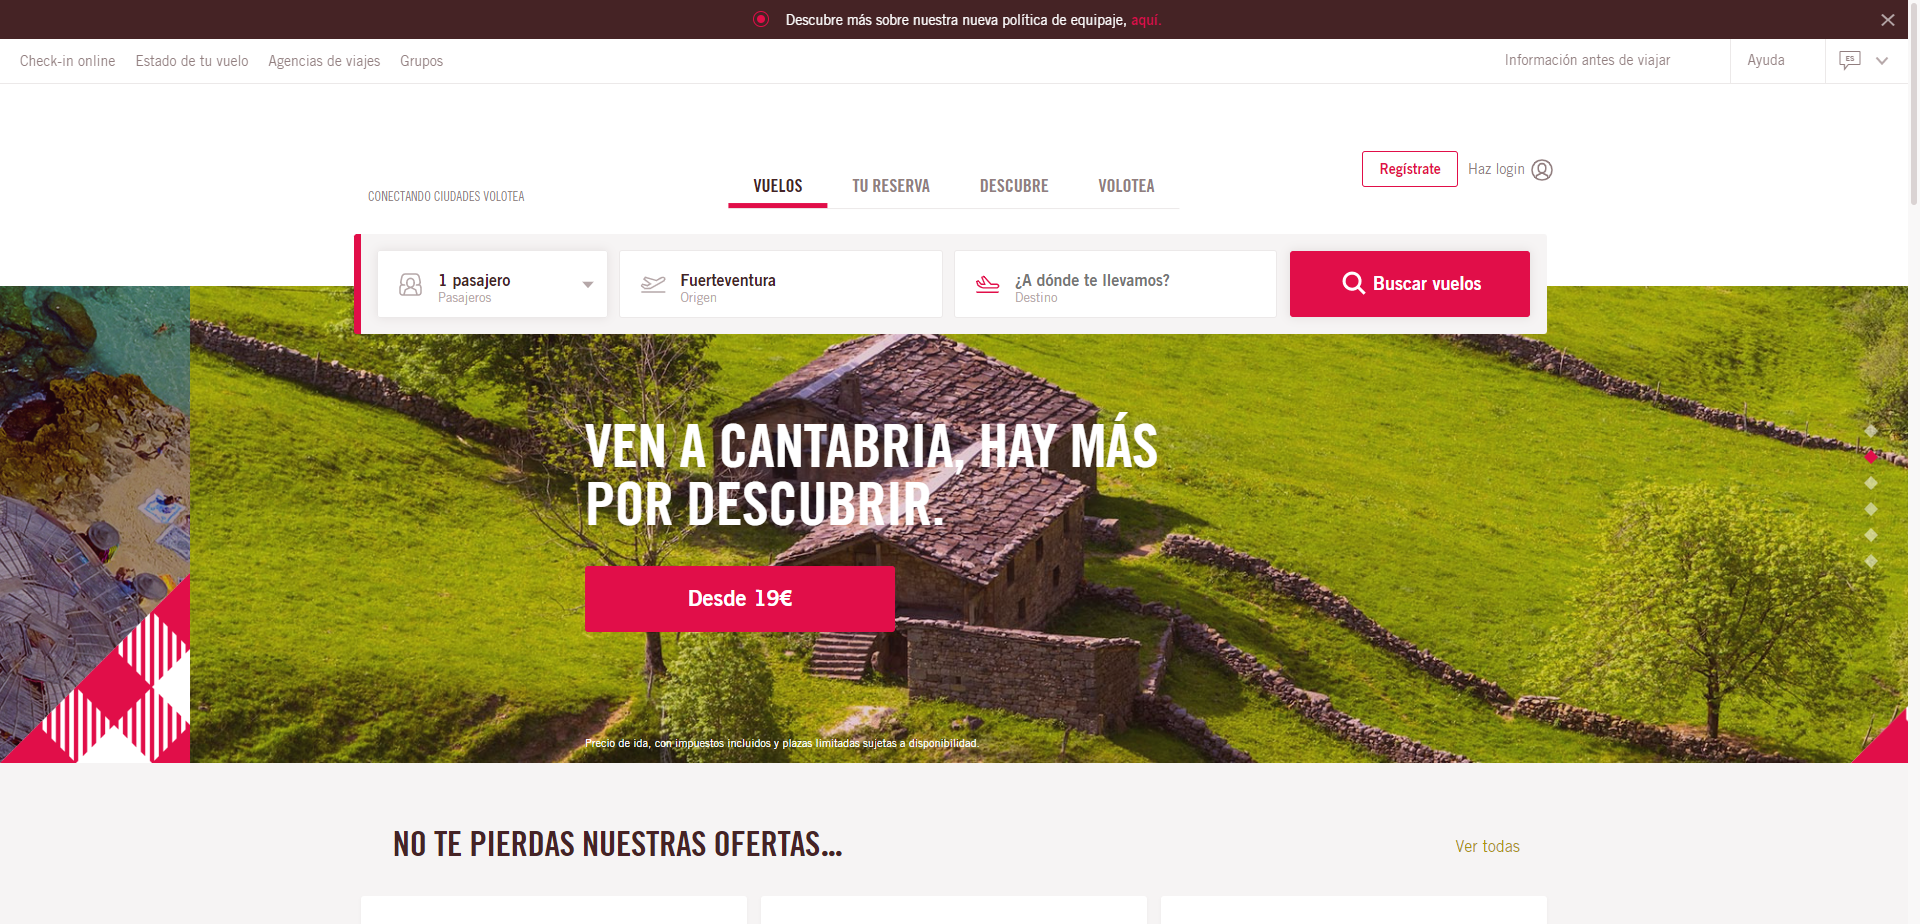 Descubre más sobre nuestra nueva política de equipaje, aquí.
Check-in online
Estado de tu vuelo
Agencias de viajes
Grupos
Información antes de viajar
Ayuda
ES
CONECTANDO CIUDADES VOLOTEA
VUELOS
TU RESERVA
DESCUBRE
VOLOTEA
Regístrate
Haz login
1 pasajero
Pasajeros
Fuerteventura
Origen
¿A dónde te llevamos?
Destino
Buscar vuelos
VEN A CANTABRIA, HAY MÁS
POR DESCUBRIR.
Desde 19€
Precio de ida, con impuestos incluidos y plazas limitadas sujetas a disponibilidad.
NO TE PIERDAS NUESTRAS OFERTAS...
Ver todas